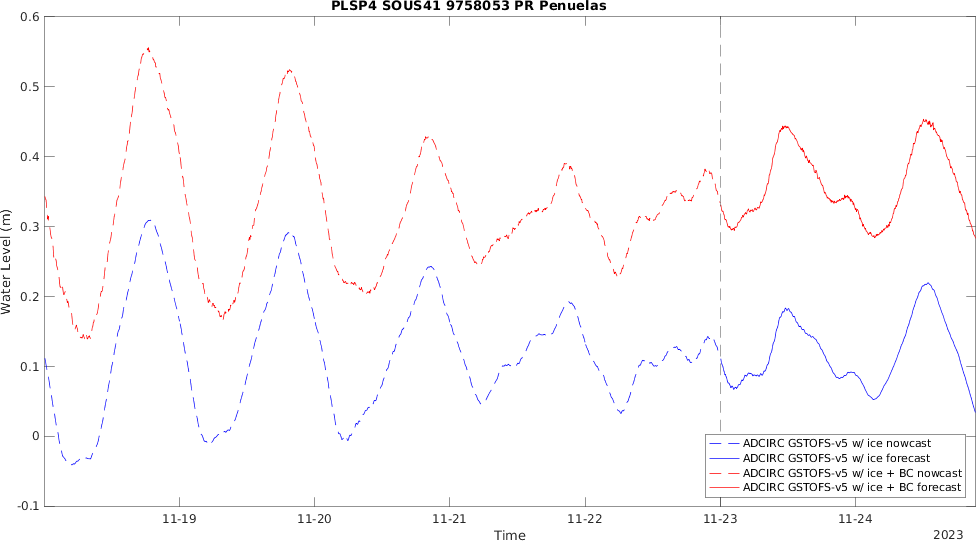 PLSP4 SOUS41 9758053 PR Penuelas
0.6
0.5
0.4
0.3
0.2
0.1
0
-0.1
Water Level (m)
11-19
11-20
11-21
11-22
11-23
11-24
Time
2023
ADCIRC GSTOFS-v5 w/ ice nowcast
ADCIRC GSTOFS-v5 w/ ice forecast
ADCIRC GSTOFS-v5 w/ ice + BC nowcast
ADCIRC GSTOFS-v5 w/ ice + BC forecast